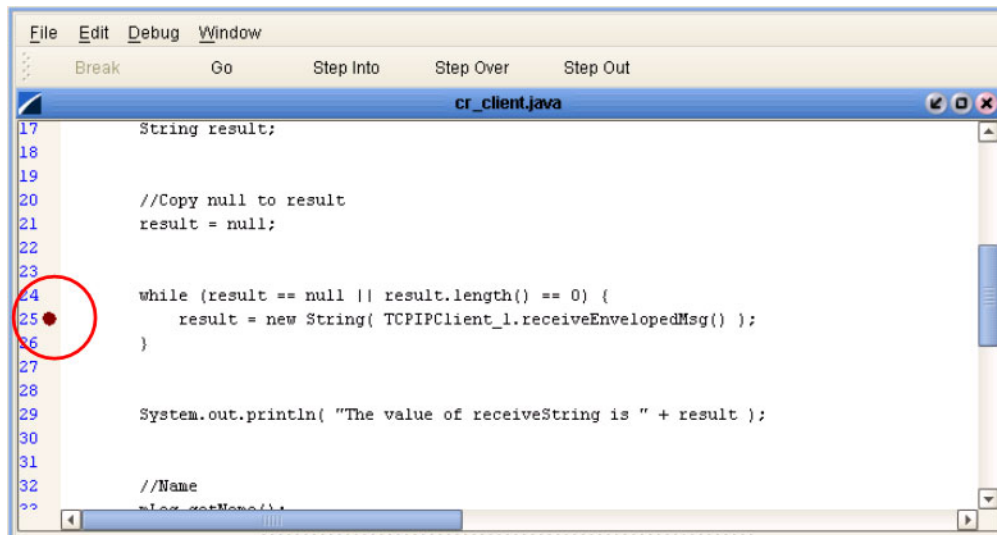 File Edit Debug Window
Break Go Step Into Step Over Step Out
cr_client.java
17 String result;
18
19
20 //Copy null to result
21 result = null;
22
23
24 while (result == null || result.length() == 0) {
25 result = new String( TCPIPClient_1.receiveEnvelopedMsg() );
26 }
27
28
29 System.out.println( "The value of receiveString is " + result );
30
31
32 //Name